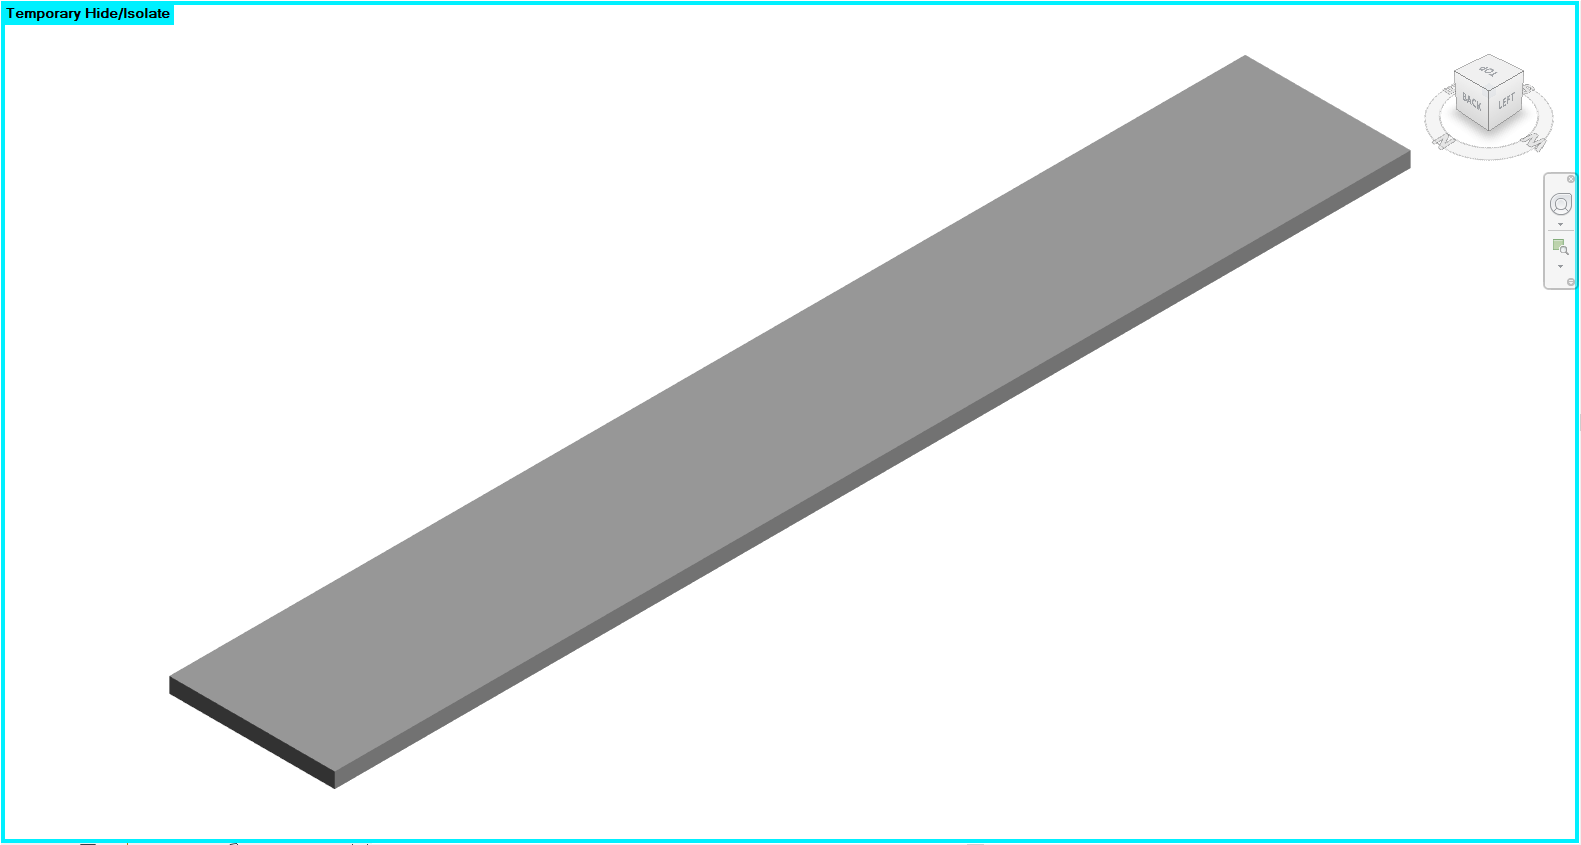 Temporary Hide/Isolate
TOP
BACK
LEFT
N
W